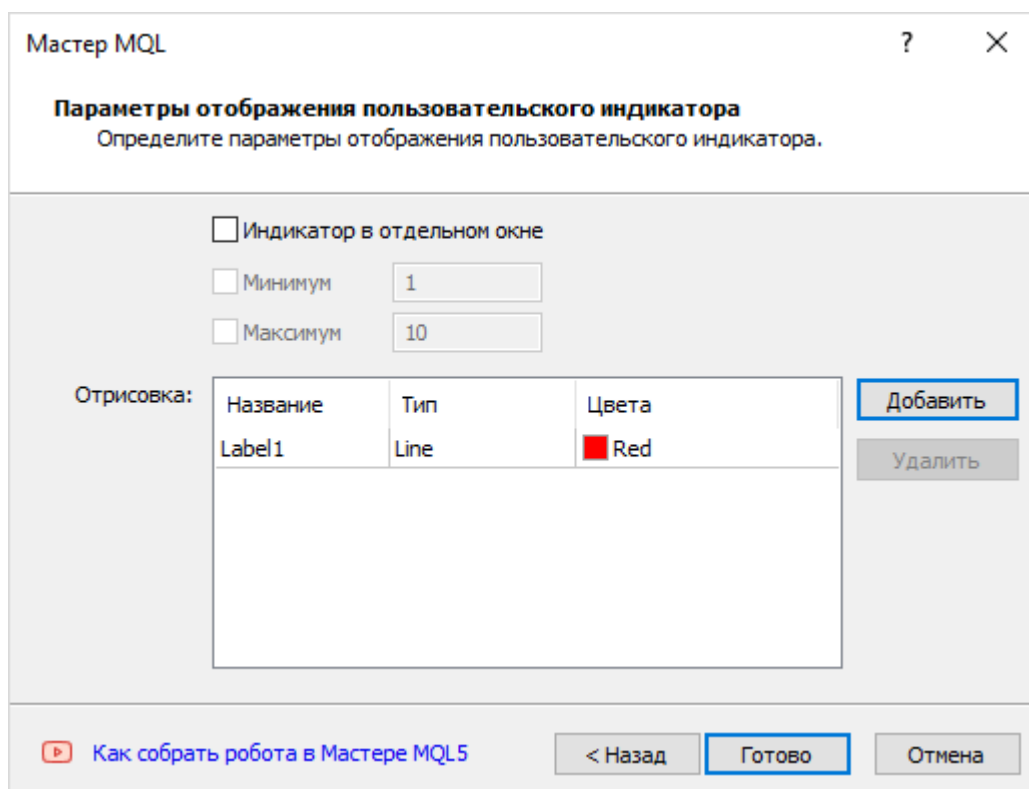 Мастер MQL
?
Параметры отображения пользовательского индикатора
Определите параметры отображения пользовательского индикатора.
Индикатор в отдельном окне
Минимум 1
Максимум 10
Отрисовка: Название Тип Цвета Добавить
Label1 Line Red Удалить
Как собрать робота в Мастере MQL5 < Назад Готово Отмена